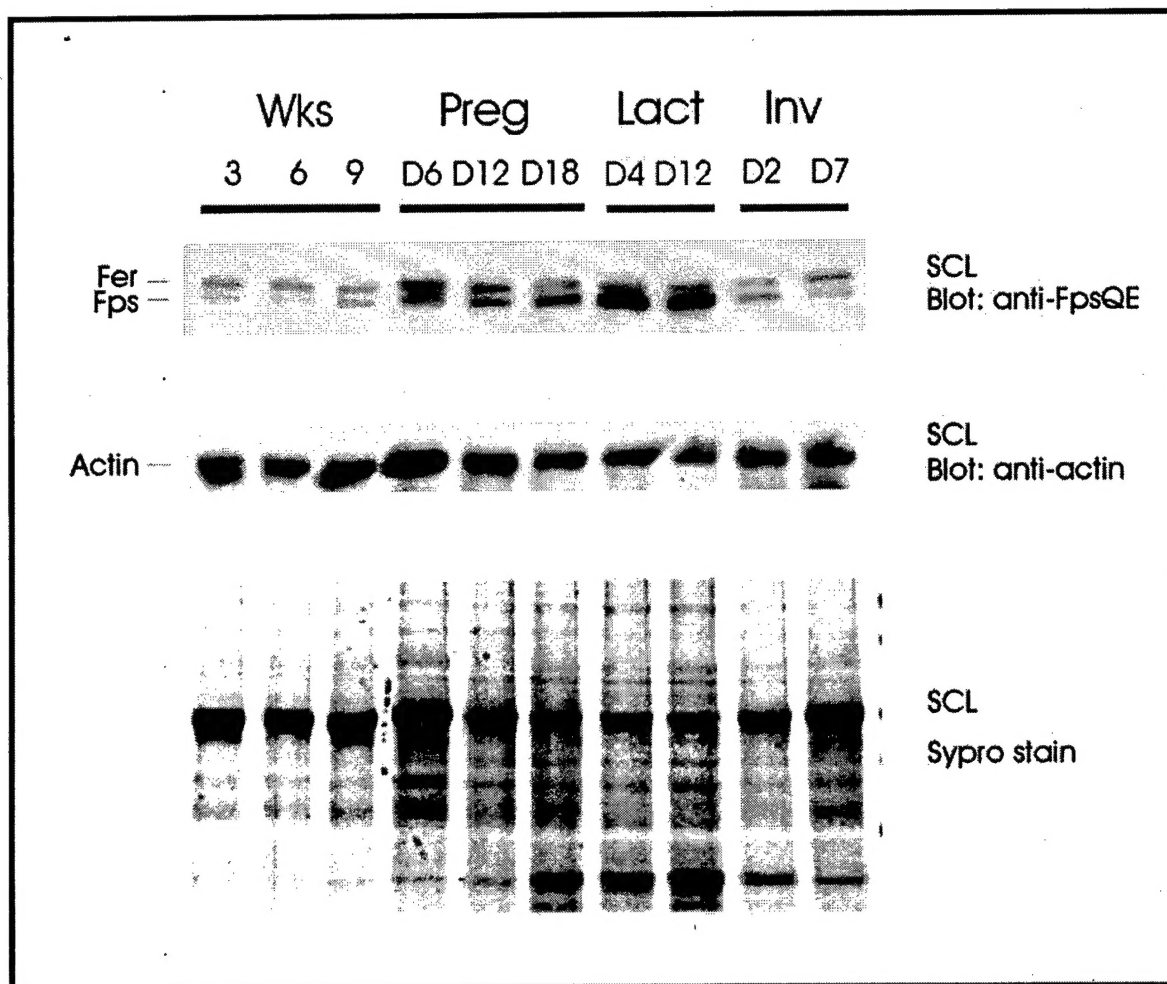 Wks Preg Lact Inv
3 6 9 D6 D12 D18 D4 D12 D2 D7
Fer
Fps
SCL
Blot: anti-FpsQE
Actin
SCL
Blot: anti-actin
SCL
Sypro stain